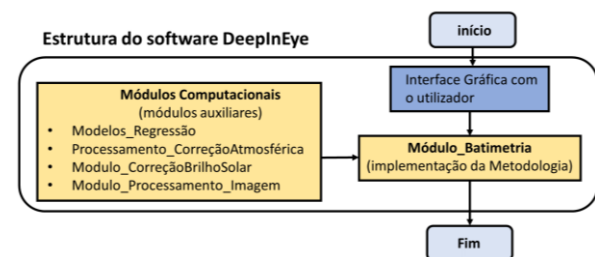 Estrutura do software DeepInEye
início
Interface Gráfica com
o utilizador
Módulos Computacionais
(módulos auxiliares)
• Modelos_Regressão
• Processamento_CorreçãoAtmosférica
• Modulo_CorreçãoBrilhoSolar
• Modulo_Processamento_Imagem
Módulo_Batimetria
(implementação da Metodologia)
Fim